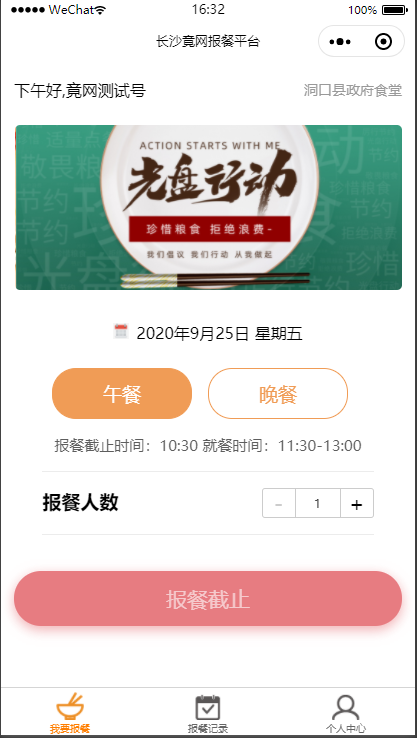 WeChat
16:32
100%
长沙竟网报餐平台
下午好,竟网测试号
洞口县政府食堂
ACTION STARTS WITH ME
光盘行动
珍惜粮食 拒绝浪费-
我们倡议 我们行动 从我做起
2020年9月25日 星期五
午餐
晚餐
报餐截止时间：10:30 就餐时间：11:30-13:00
报餐人数
- 1 +
报餐截止
我要报餐
报餐记录
个人中心